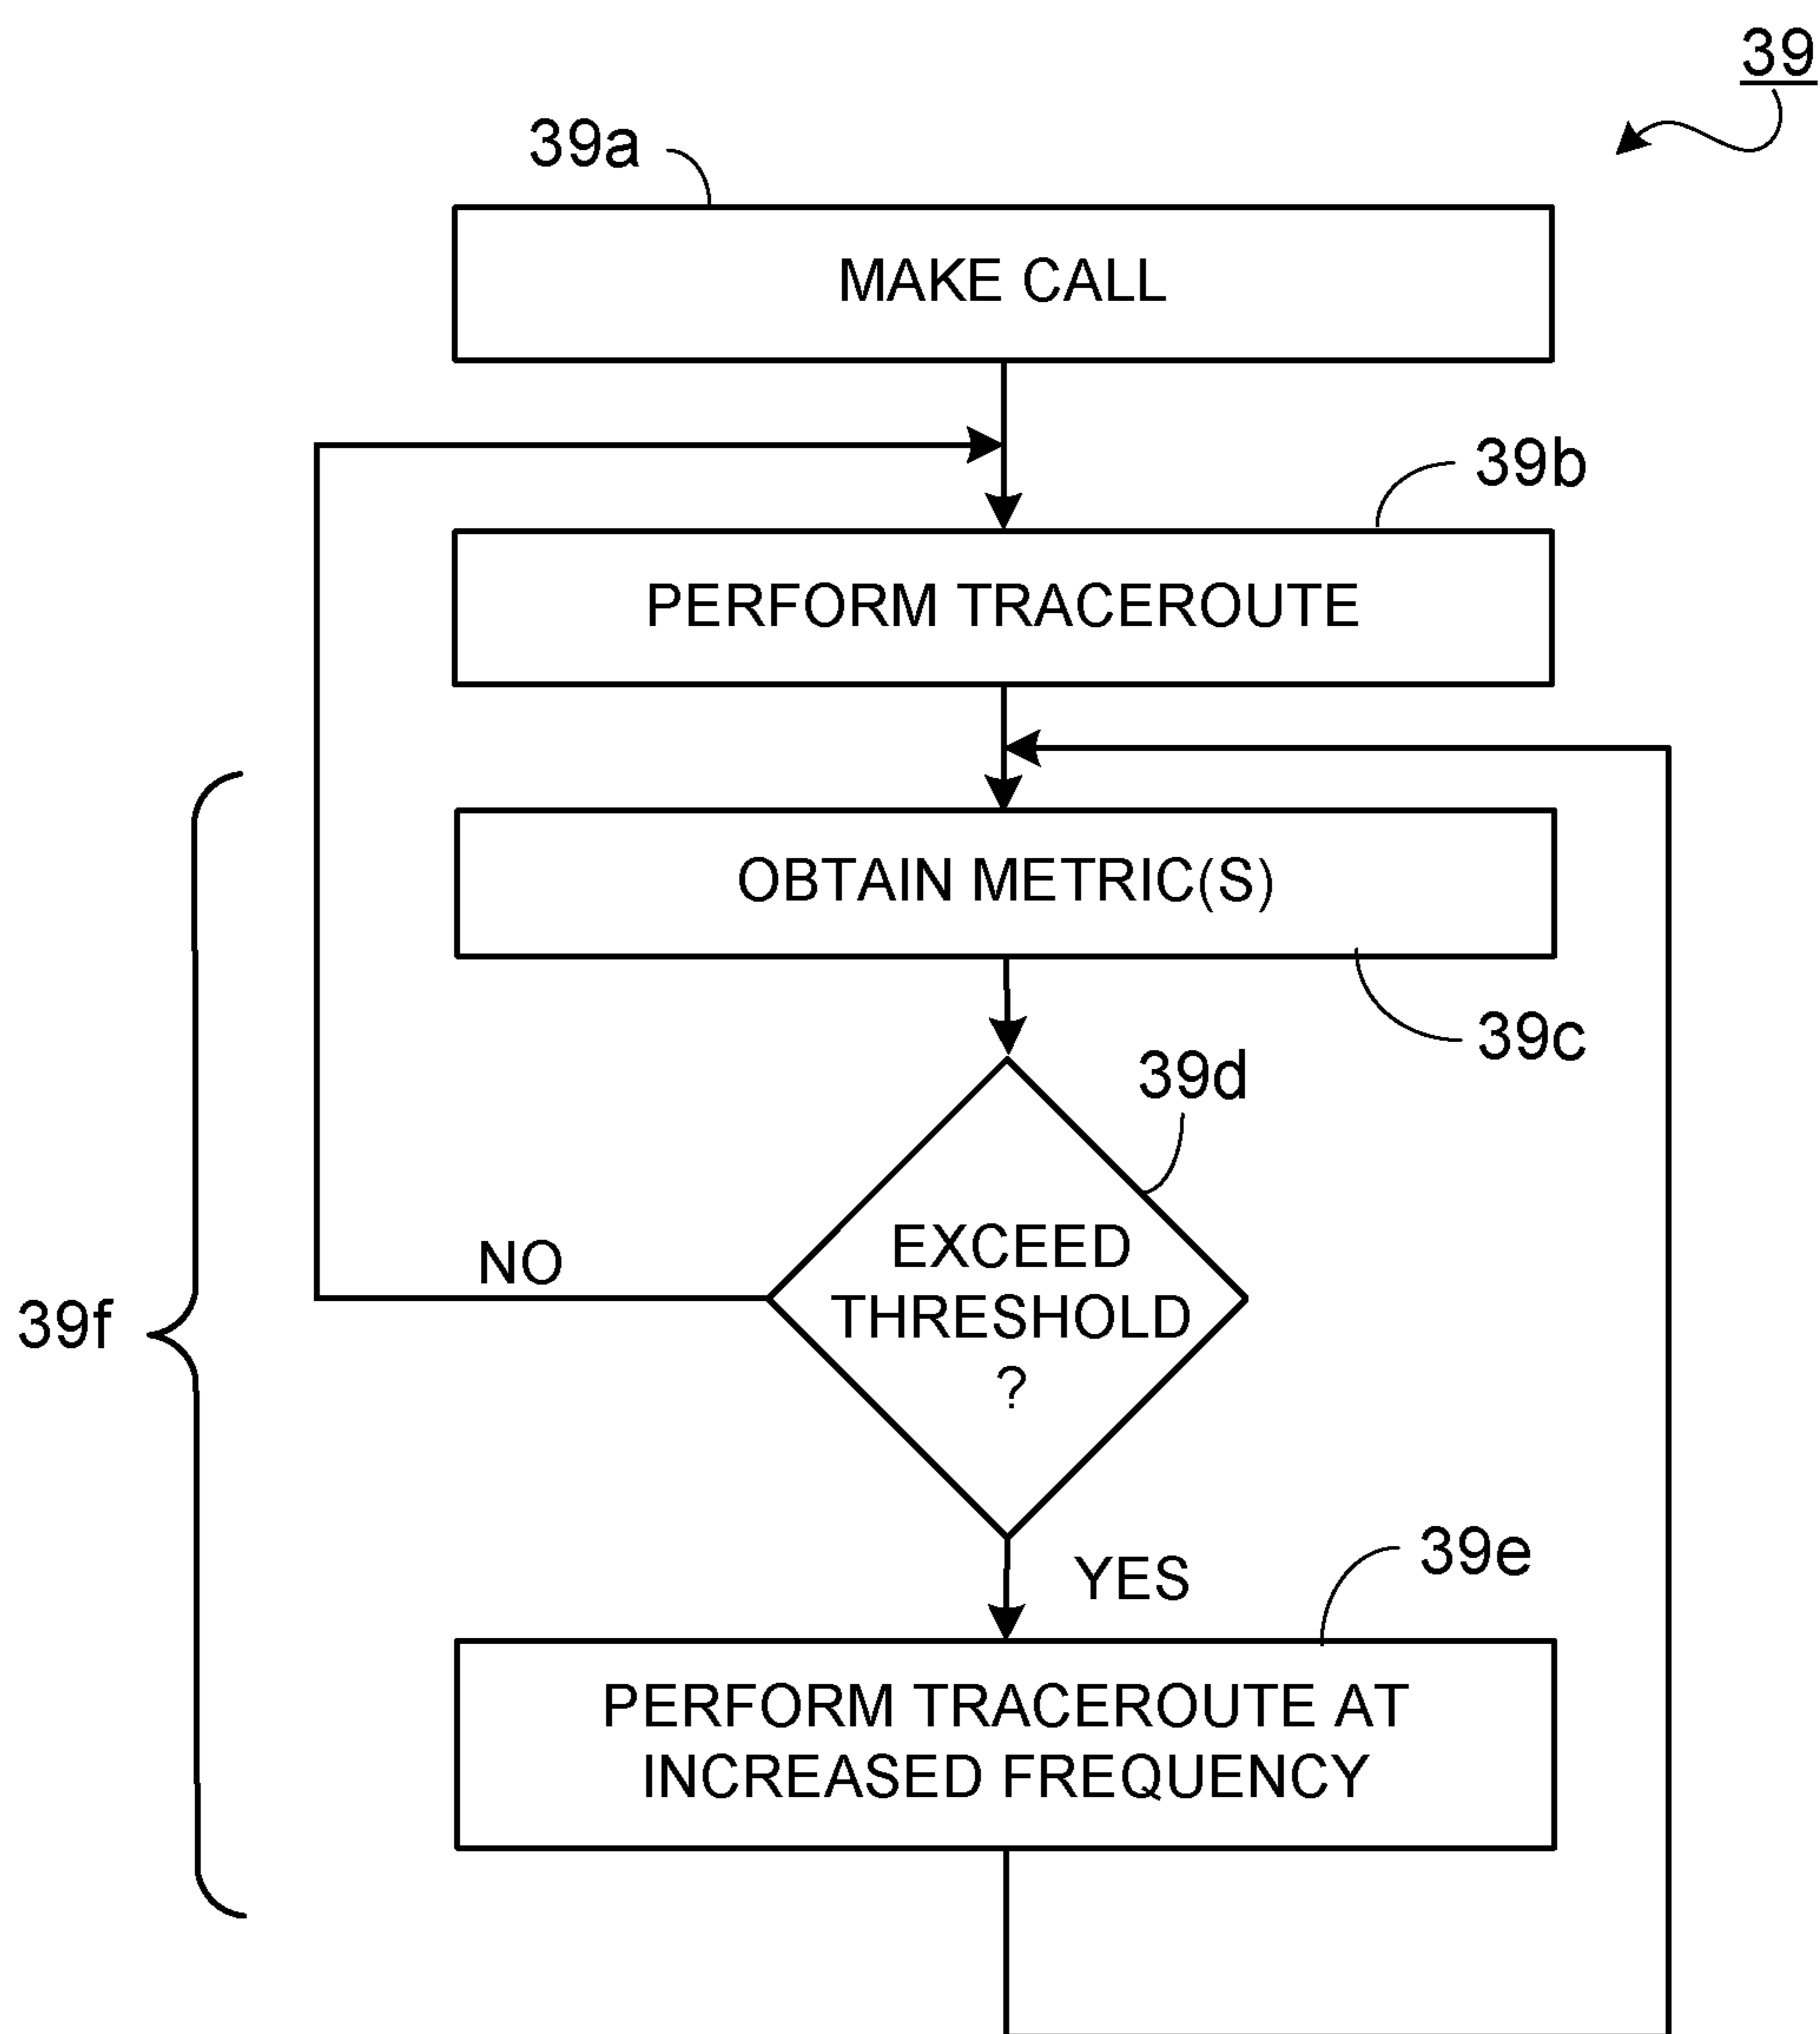 39
39a
MAKE CALL
39b
PERFORM TRACEROUTE
OBTAIN METRIC(S)
39c
39d
EXCEED
THRESHOLD
?
NO
39f
YES
39e
PERFORM TRACEROUTE AT
INCREASED FREQUENCY